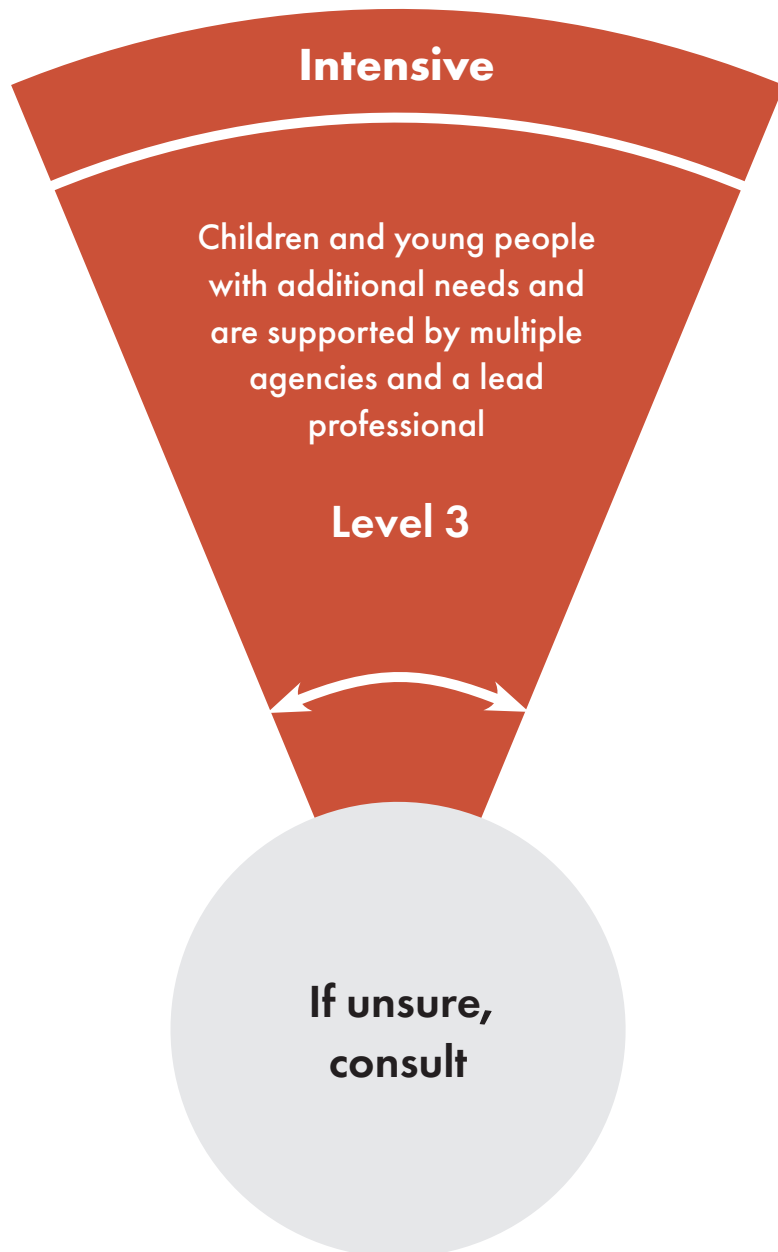 Intensive
Children and young people
with additional needs and
are supported by multiple
agencies and a lead
professional
Level 3
If unsure,
consult